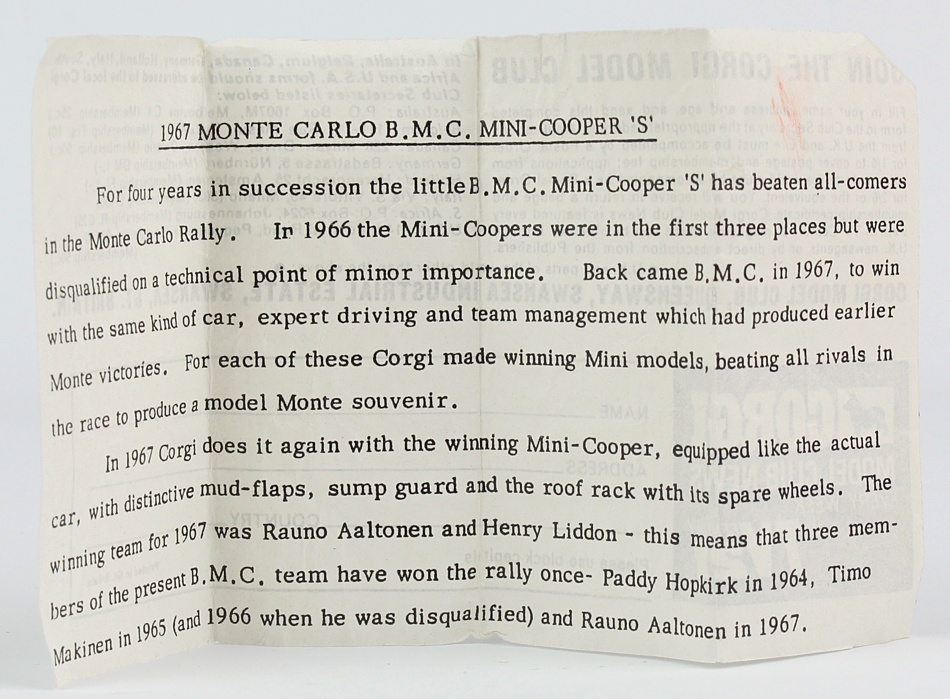 1967 MONTE CARLO B.M.C. MINI-COOPER 'S'
For four years in succession the little B.M.C. Mini-Cooper 'S' has beaten all-comers
in the Monte Carlo Rally. In 1966 the Mini-Coopers were in the first three places but were
disqualified on a technical point of minor importance. Back came B.M.C. in 1967, to win
with the same kind of car, expert driving and team management which had produced earlier
Monte victories. For each of these Corgi made winning Mini models, beating all rivals in
the race to produce a model Monte souvenir.
In 1967 Corgi does it again with the winning Mini-Cooper, equipped like the actual
car, with distinctive mud-flaps, sump guard and the roof rack with its spare wheels. The
winning team for 1967 was Rauno Aaltonen and Henry Liddon - this means that three mem-
bers of the present B.M.C. team have won the rally once- Paddy Hopkirk in 1964, Timo
Makinen in 1965 (and 1966 when he was disqualified) and Rauno Aaltonen in 1967.